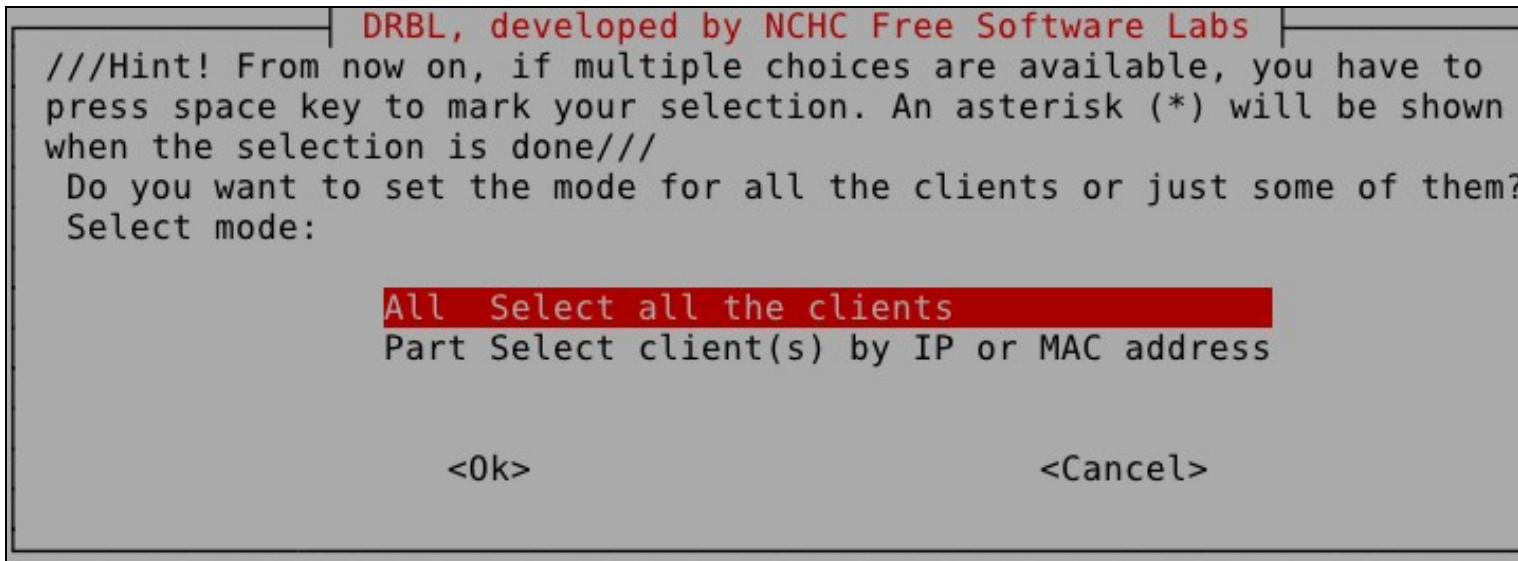 DRBL, developed by NCHC Free Software Labs
///Hint! From now on, if multiple choices are available, you have to
press space key to mark your selection. An asterisk (*) will be shown
when the selection is done///
Do you want to set the mode for all the clients or just some of them?
Select mode:
All  Select all the clients
Part Select client(s) by IP or MAC address
<Ok> <Cancel>